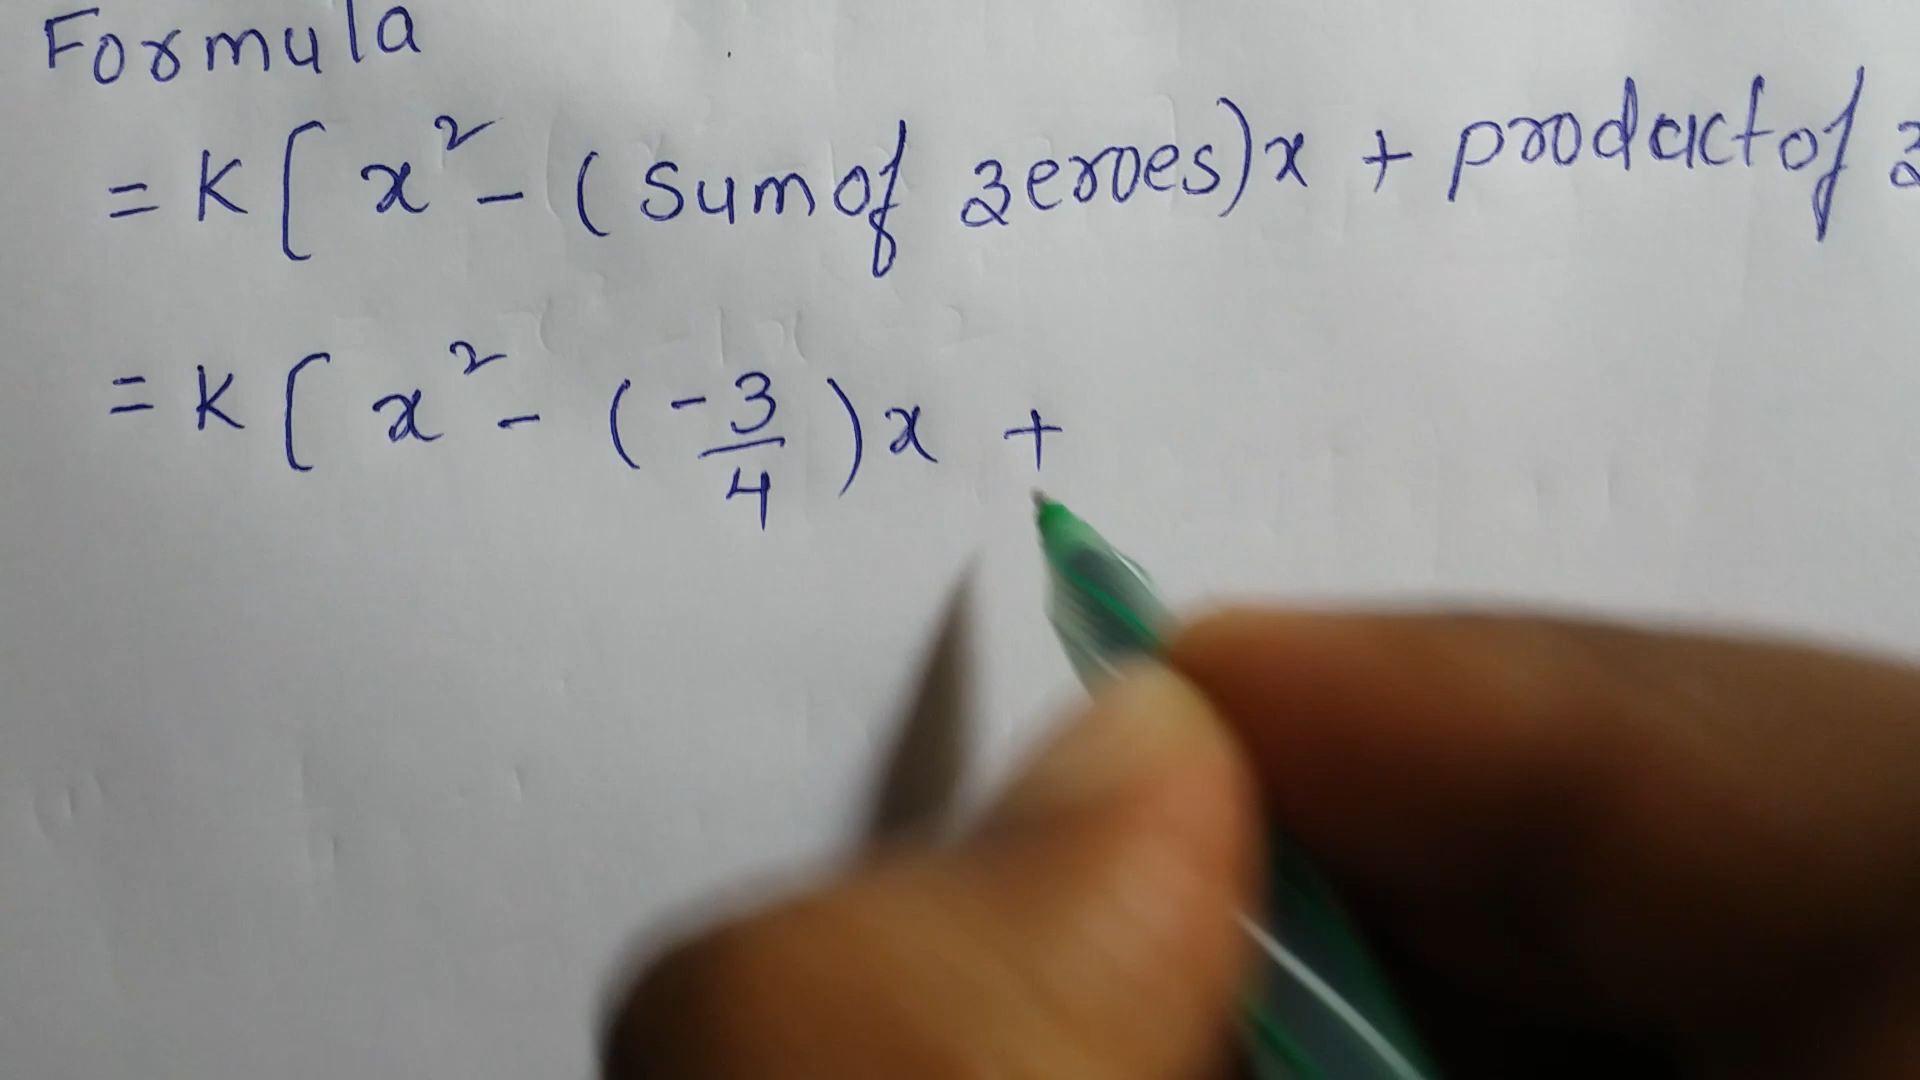 Formula
= K [ x² - (Sum of zeroes)x + product of
= K [ x² - (-3/4)x +